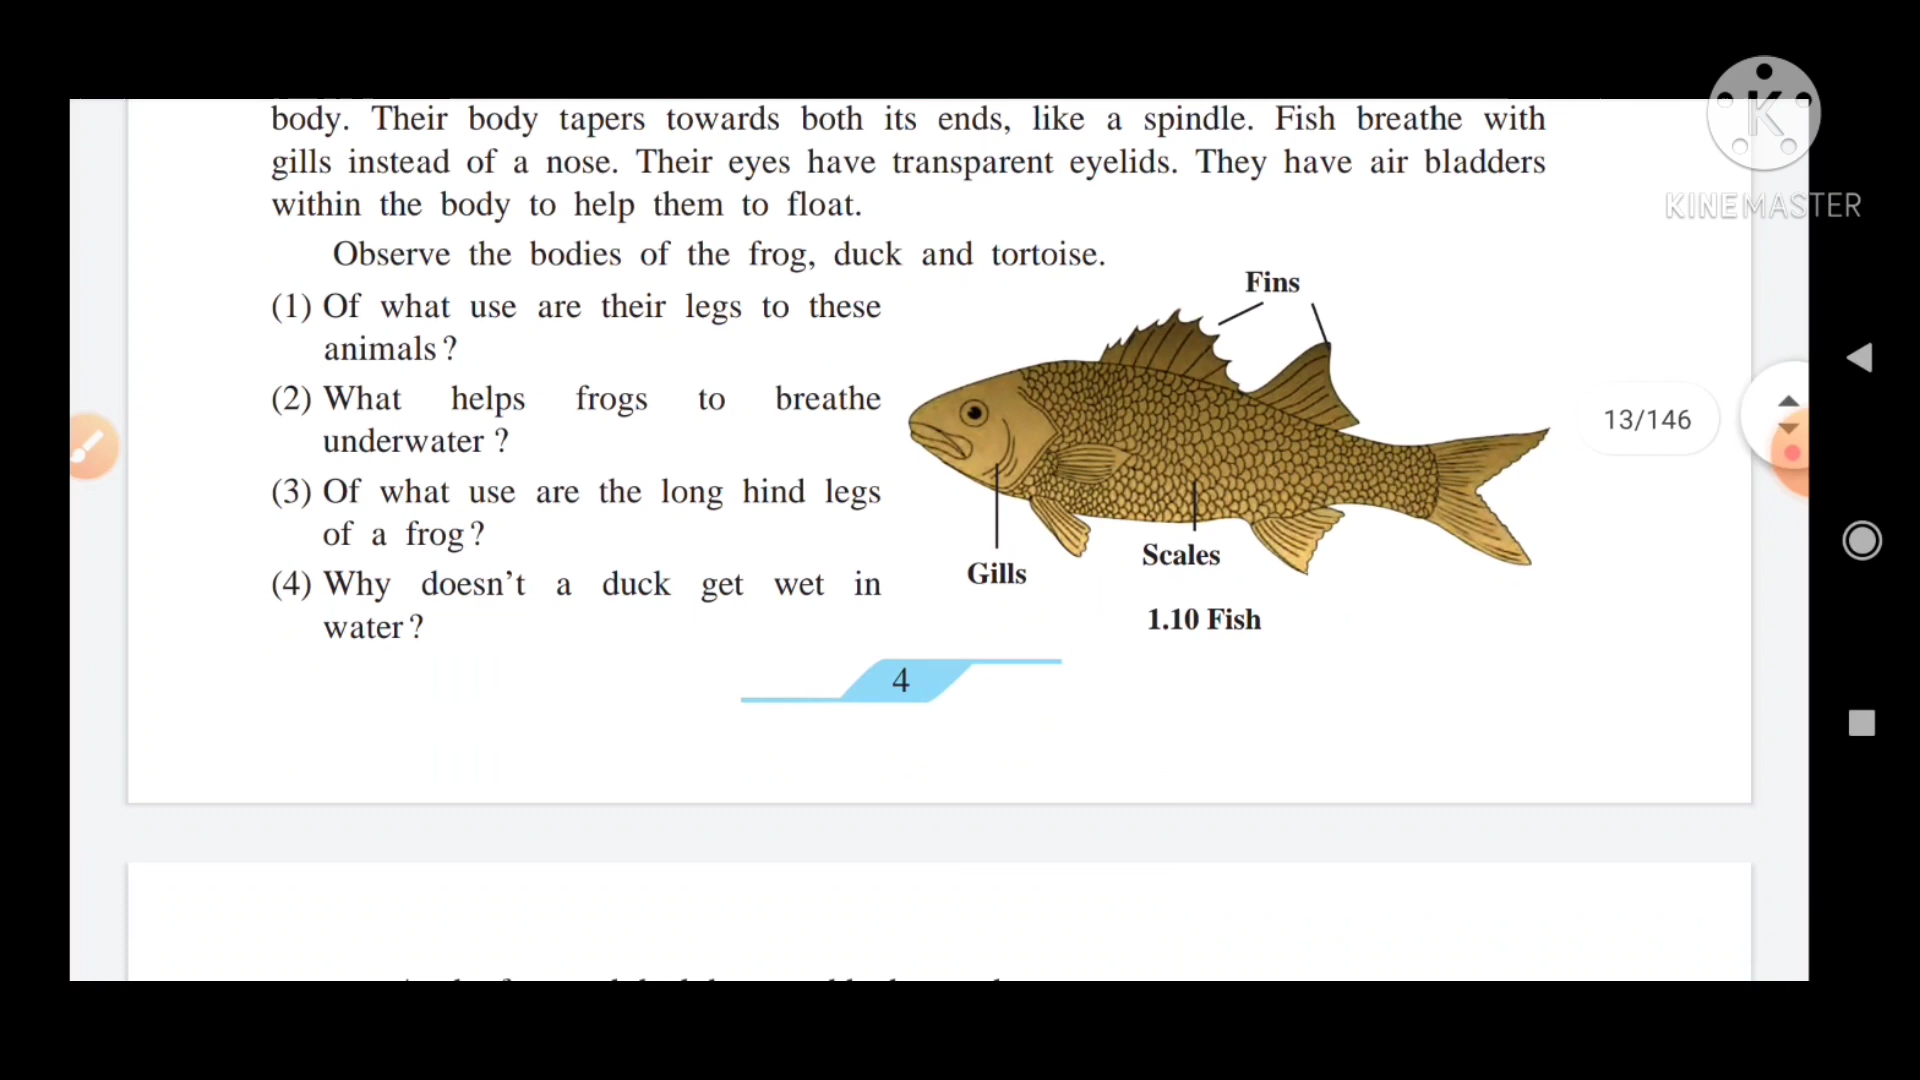 body. Their body tapers towards both its ends, like a spindle. Fish breathe with
gills instead of a nose. Their eyes have transparent eyelids. They have air bladders
within the body to help them to float.
Observe the bodies of the frog, duck and tortoise.
(1) Of what use are their legs to these
animals?
(2) What helps frogs to breathe
underwater ?
(3) Of what use are the long hind legs
of a frog?
(4) Why doesn't a duck get wet in
water?
Fins
Gills
Scales
1.10 Fish
4
13/146
K
KINEMASTER